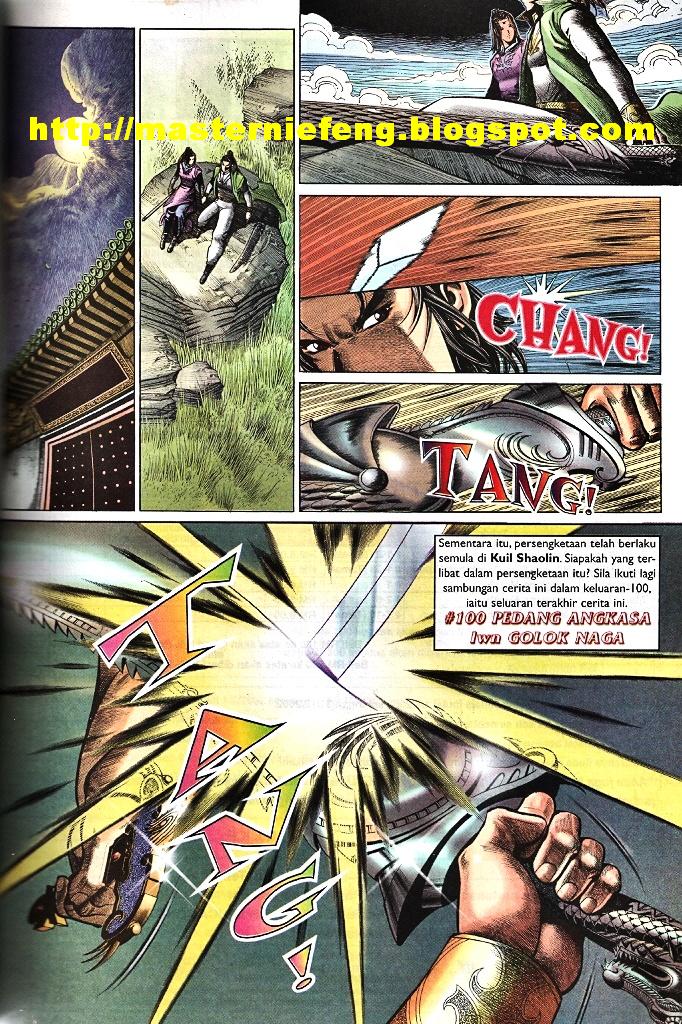 http://masterniefeng.blogspot.com
CHANG!
TANG!
Sementara itu, persengketaan telah berlaku
semula di Kuil Shaolin. Siapakah yang ter-
libat dalam persengketaan itu? Sila ikuti lagi
sambungan cerita ini dalam keluaran-100,
iaitu seluaran terakhir cerita ini.
#100 PEDANG ANGKASA
lwn GOLOK NAGA
TANG!